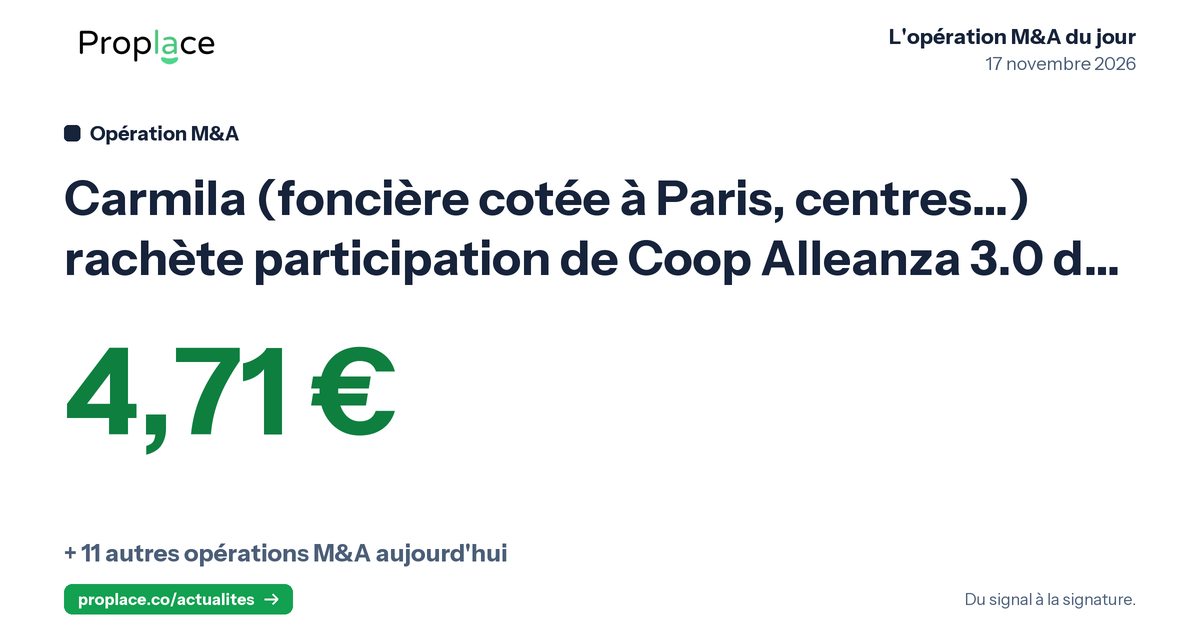 Proplace
L'opération M&A du jour
17 novembre 2026
Opération M&A
Carmila (foncière cotée à Paris, centres...)
rachète participation de Coop Alleanza 3.0 d...
4,71 €
+ 11 autres opérations M&A aujourd'hui
proplace.co/actualites →
Du signal à la signature.